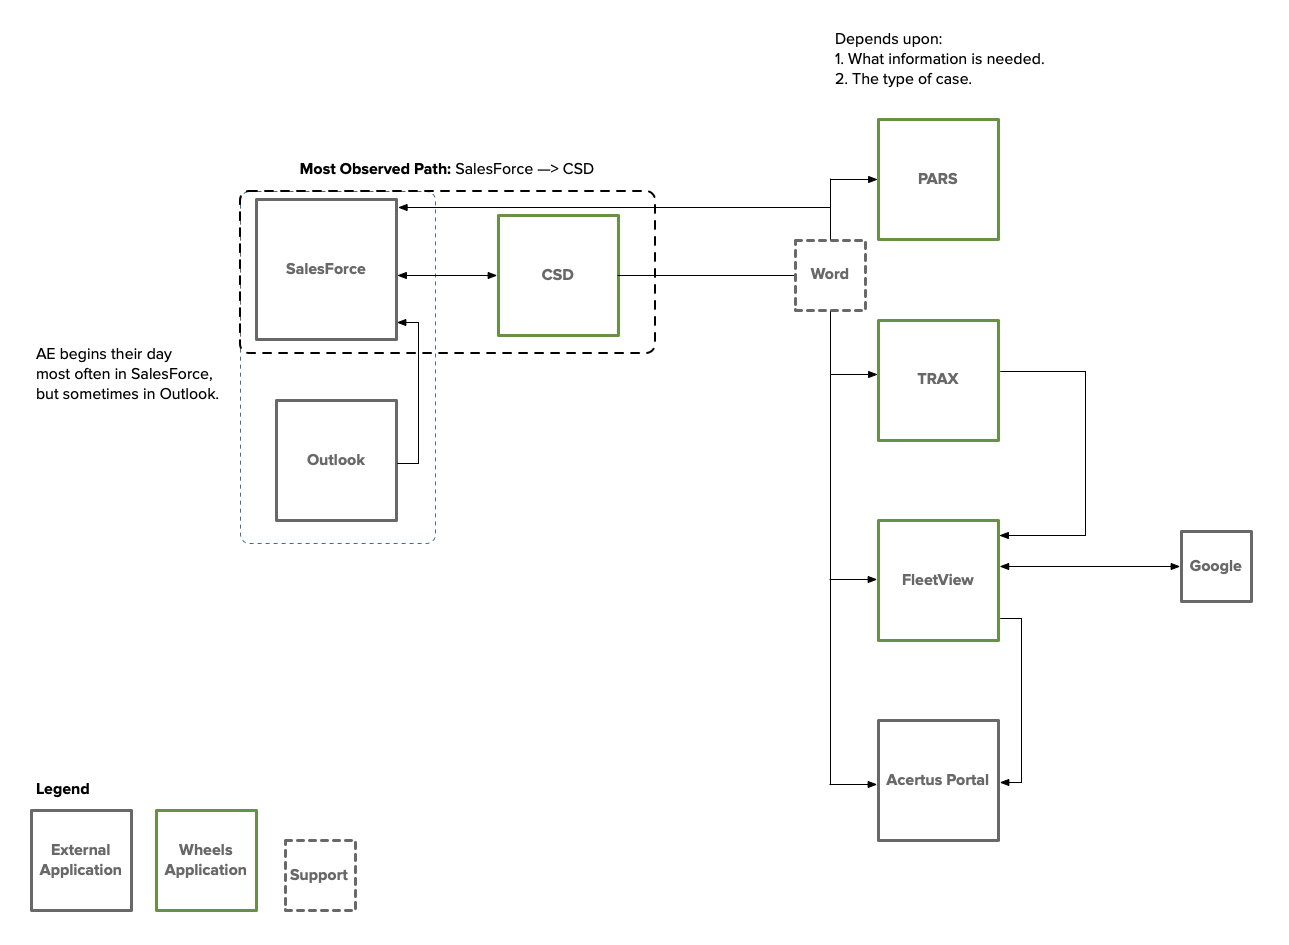 Depends upon:
1. What information is needed.
2. The type of case.
PARS
Most Observed Path: SalesForce —> CSD
SalesForce
CSD
Word
AE begins their day
most often in SalesForce,
but sometimes in Outlook.
TRAX
Outlook
FleetView
Google
Acertus Portal
Legend
External
Application
Wheels
Application
Support